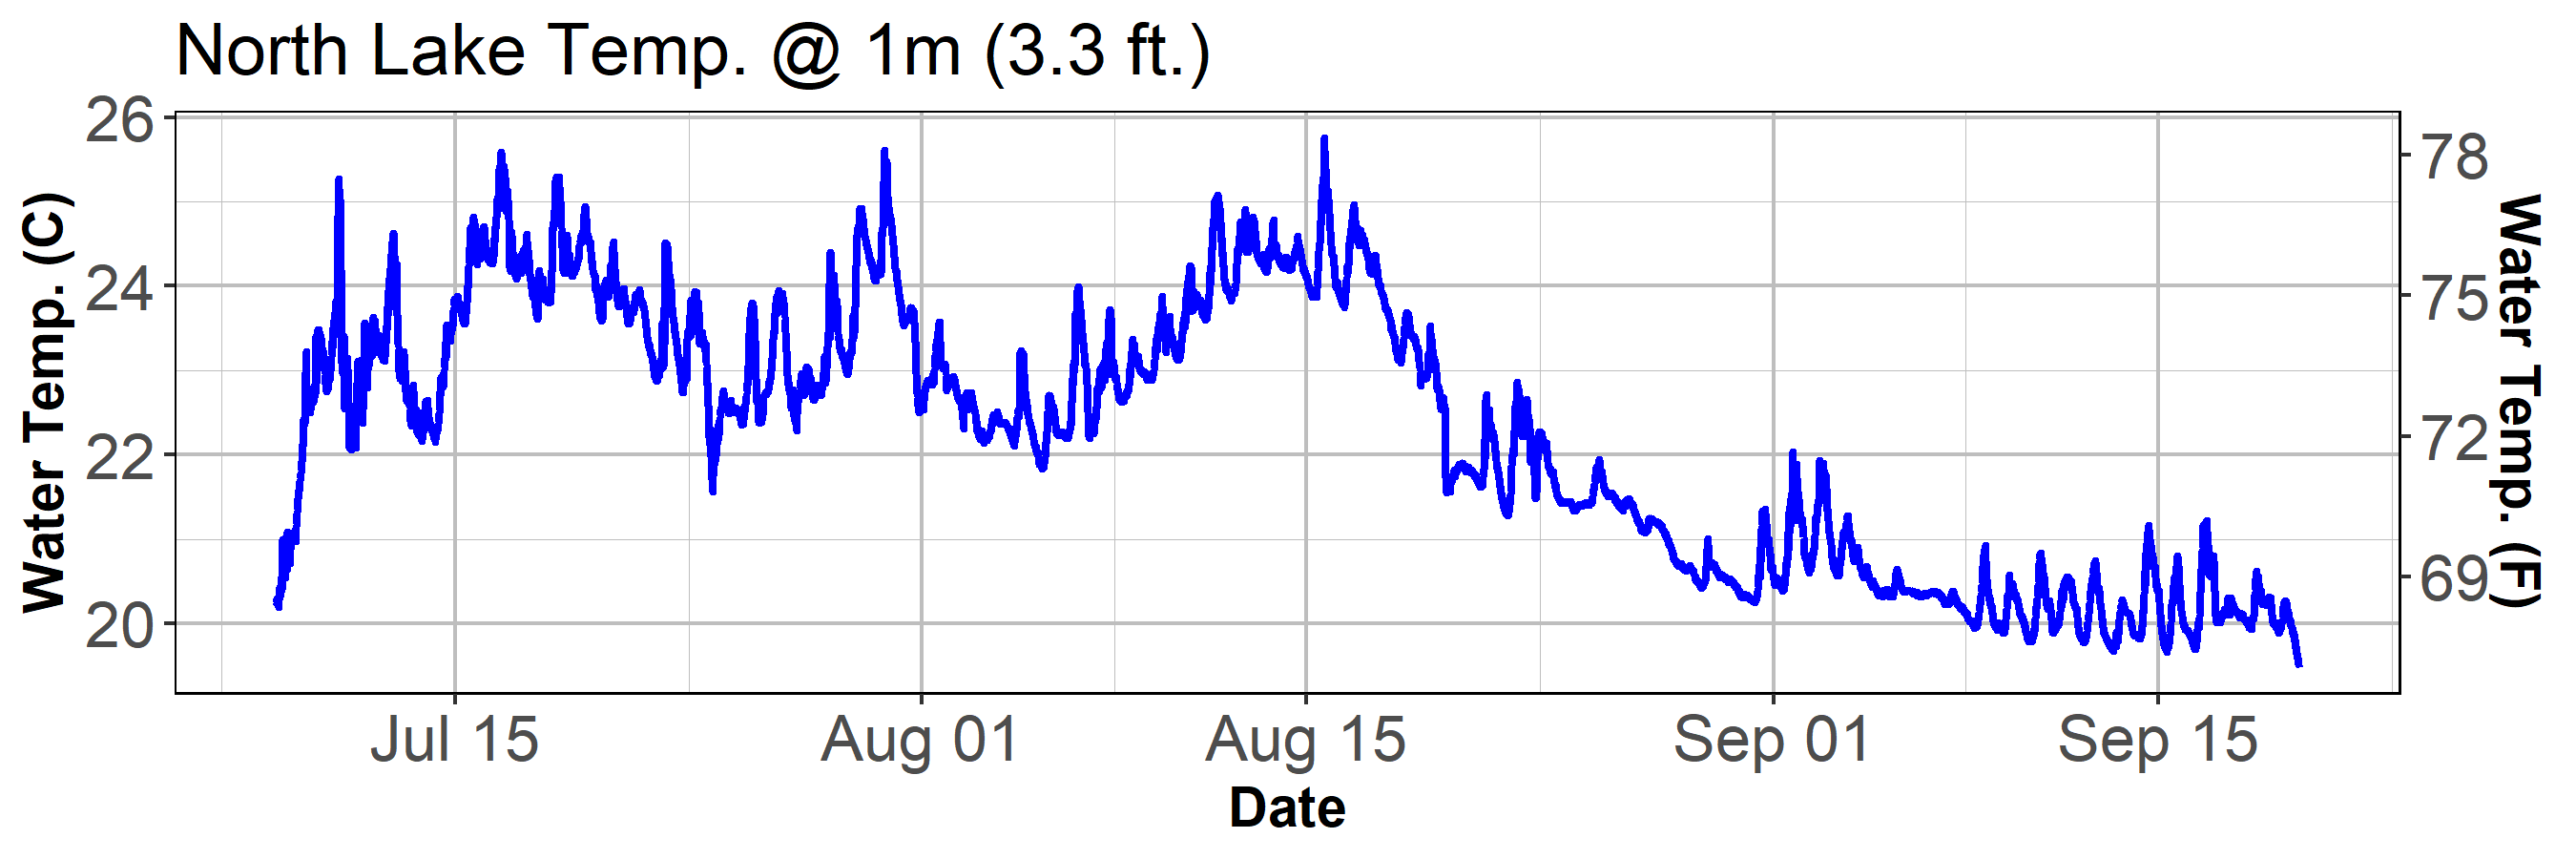 North Lake Temp. @ 1m (3.3 ft.)
Water Temp. (C)
26
24
22
20
78
75
72
69
Water Temp. (F)
Jul 15 Aug 01 Aug 15 Sep 01 Sep 15
Date